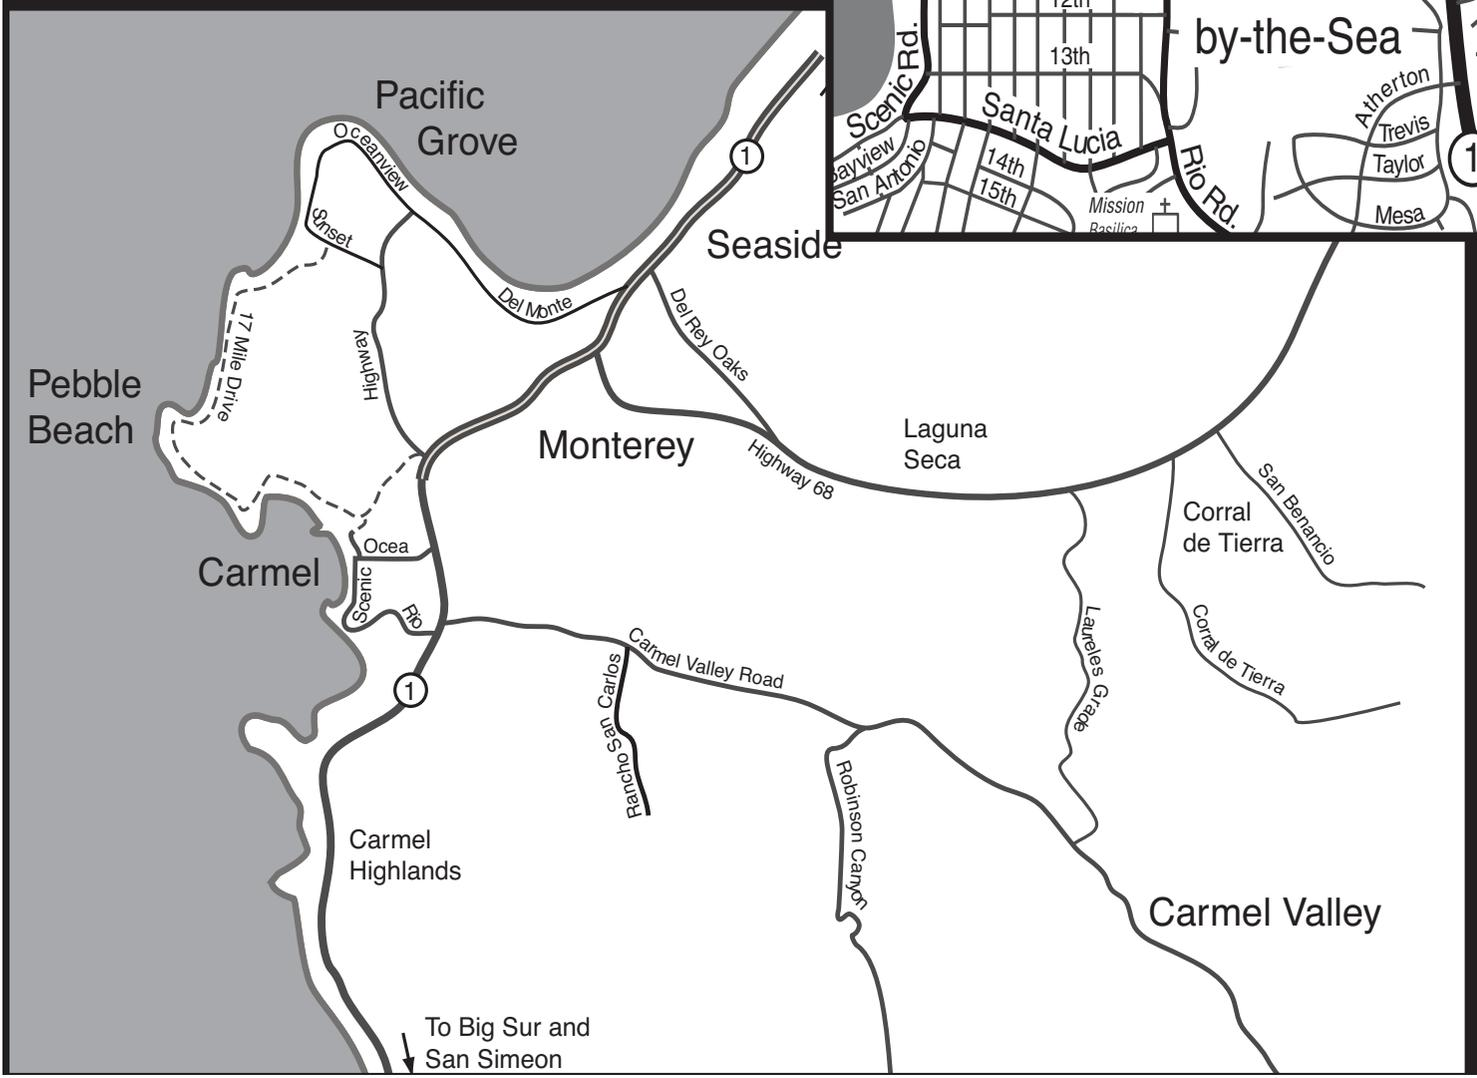 12th
by-the-Sea
13th
Scenic Rd.
Santa Lucia
Atherton
Trevis
Taylor
Mesa
1
Bayview
San Antonio
14th
15th
Mission
Basilica
Rio Rd.
Pacific
Grove
Oceanview
Sunset
1
Seaside
Del Monte
Del Rey Oaks
17 Mile Drive
Highway
Pebble
Beach
Monterey
Highway 68
Laguna
Seca
San Benancio
Corral
de Tierra
Corral de Tierra
Laureles Grade
Carmel
Ocea
Scenic
Rio
1
Carmel Valley Road
Rancho San Carlos
Robinson Canyon
Carmel
Highlands
Carmel Valley
To Big Sur and
San Simeon